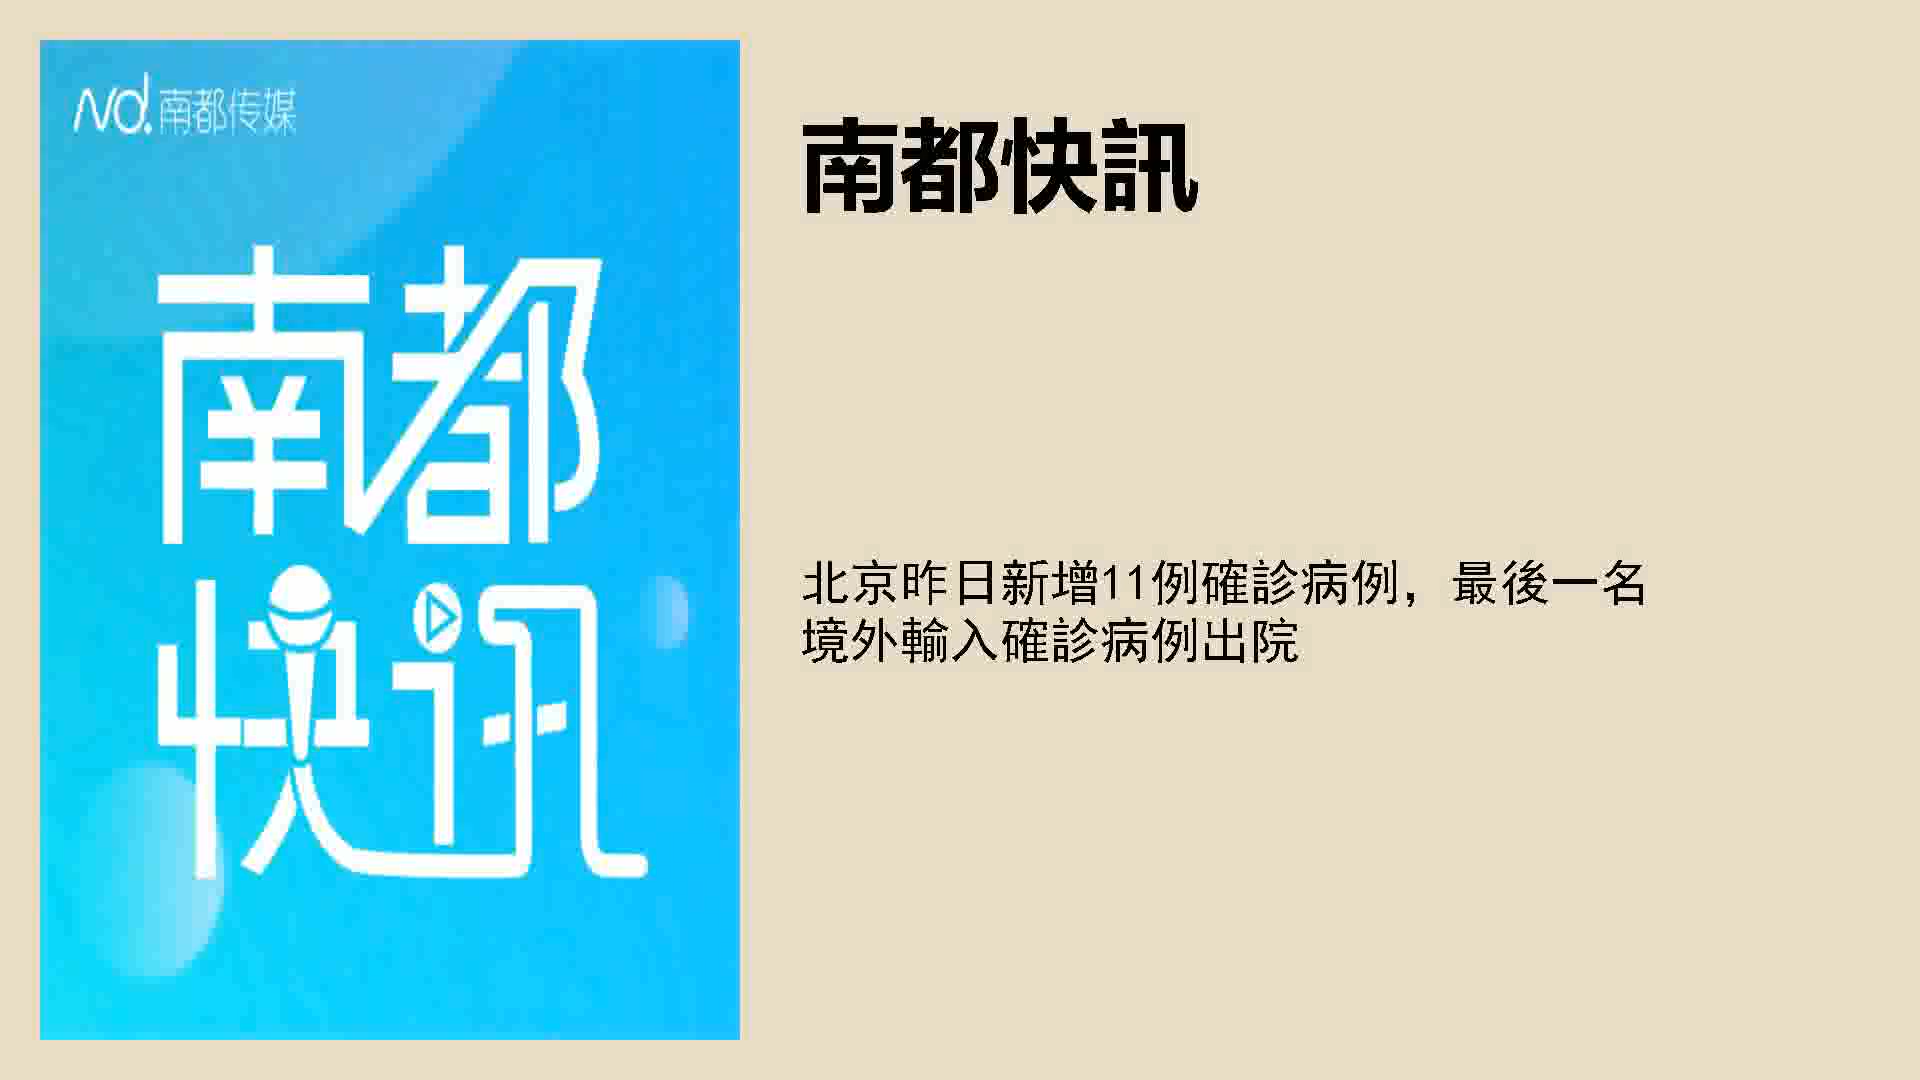 Nd.南都传媒
南都
快讯
南都快訊
北京昨日新增11例確診病例，最後一名
境外輸入確診病例出院